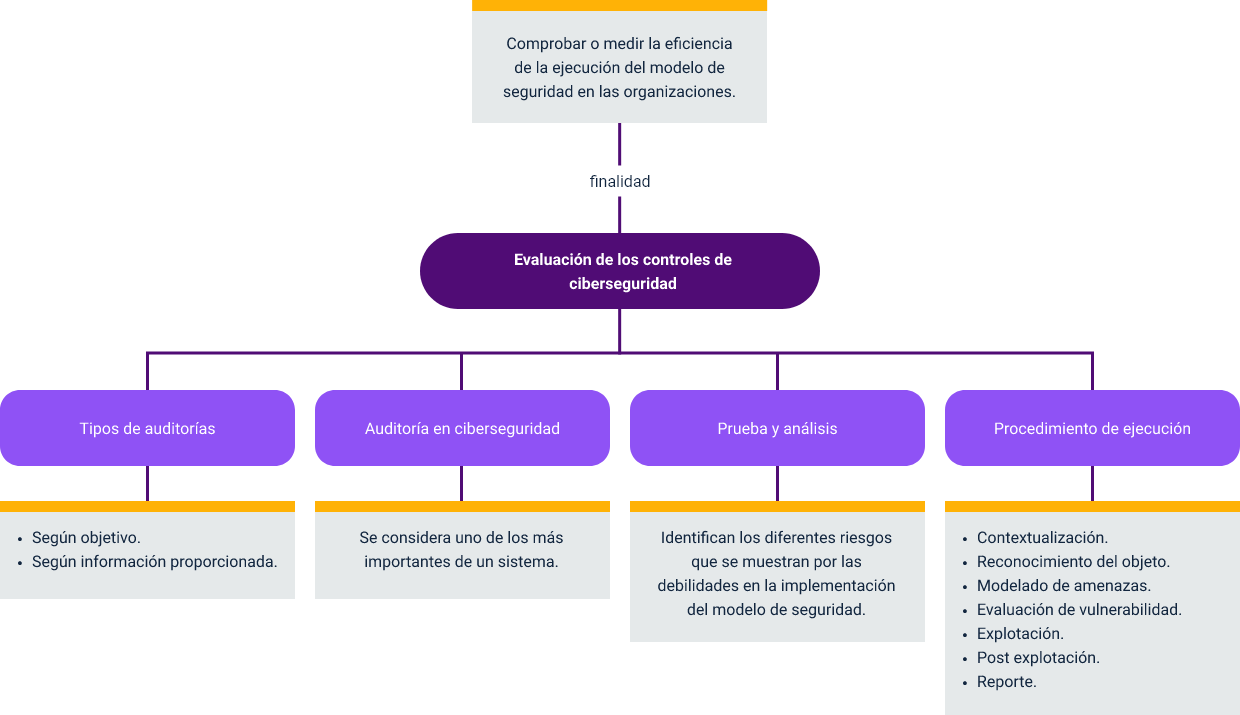 Comprobar o medir la eficiencia
de la ejecución del modelo de
seguridad en las organizaciones.
finalidad
Evaluación de los controles de
ciberseguridad
Tipos de auditorías
Auditoría en ciberseguridad
Prueba y análisis
Procedimiento de ejecución
• Según objetivo.
• Según información proporcionada.
Se considera uno de los más
importantes de un sistema.
Identifican los diferentes riesgos
que se muestran por las
debilidades en la implementación
del modelo de seguridad.
• Contextualización.
• Reconocimiento del objeto.
• Modelado de amenazas.
• Evaluación de vulnerabilidad.
• Explotación.
• Post explotación.
• Reporte.